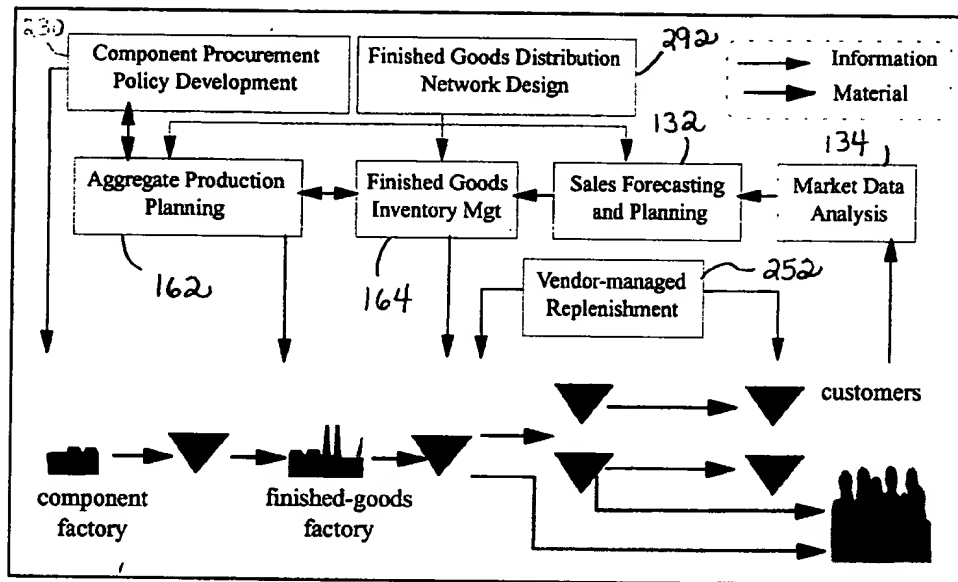 230
Component Procurement
Policy Development
Finished Goods Distribution
Network Design
292
Information
Material
132
134
Aggregate Production
Planning
Finished Goods
Inventory Mgt
Sales Forecasting
and Planning
Market Data
Analysis
162
164
Vendor-managed
Replenishment
252
customers
component
factory
finished-goods
factory